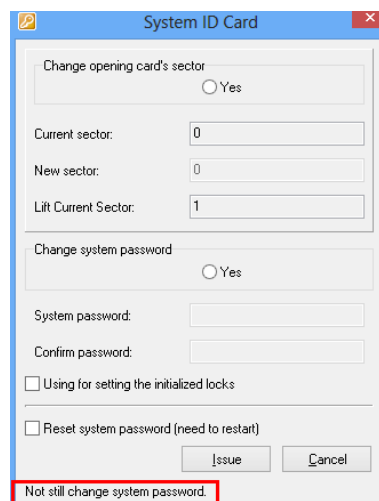 System ID Card
Change opening card's sector
Yes
Current sector: 0
New sector: 0
Lift Current Sector: 1
Change system password
Yes
System password:
Confirm password:
Using for setting the initialized locks
Reset system password (need to restart)
Issue Cancel
Not still change system password.